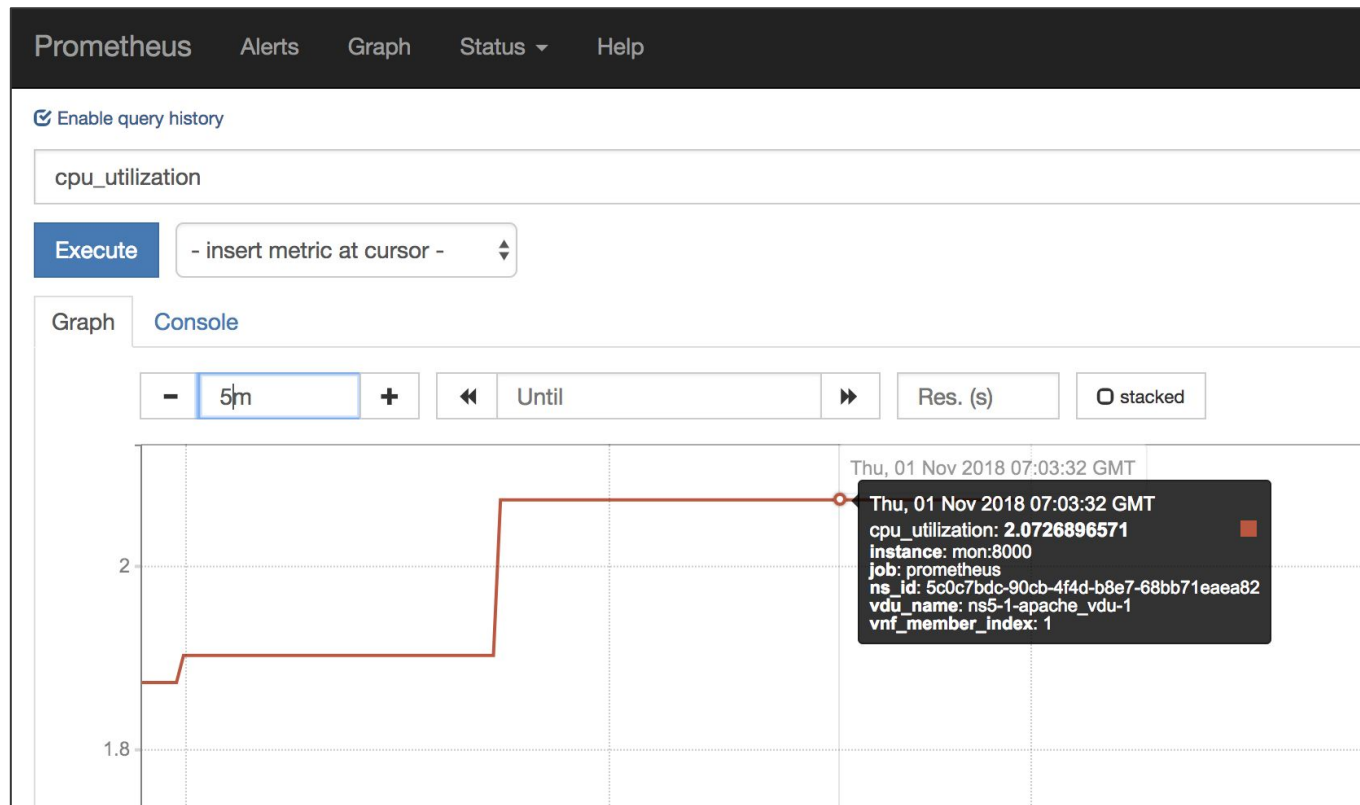 Prometheus Alerts Graph Status Help
Enable query history
cpu_utilization
Execute - insert metric at cursor -
Graph Console
- 5m + Until Res. (s) stacked
Thu, 01 Nov 2018 07:03:32 GMT
Thu, 01 Nov 2018 07:03:32 GMT
cpu_utilization: 2.0726896571
instance: mon:8000
job: prometheus
ns_id: 5c0c7bdc-90cb-4f4d-b8e7-68bb71eaea82
vdu_name: ns5-1-apache_vdu-1
vnf_member_index: 1
2
1.8